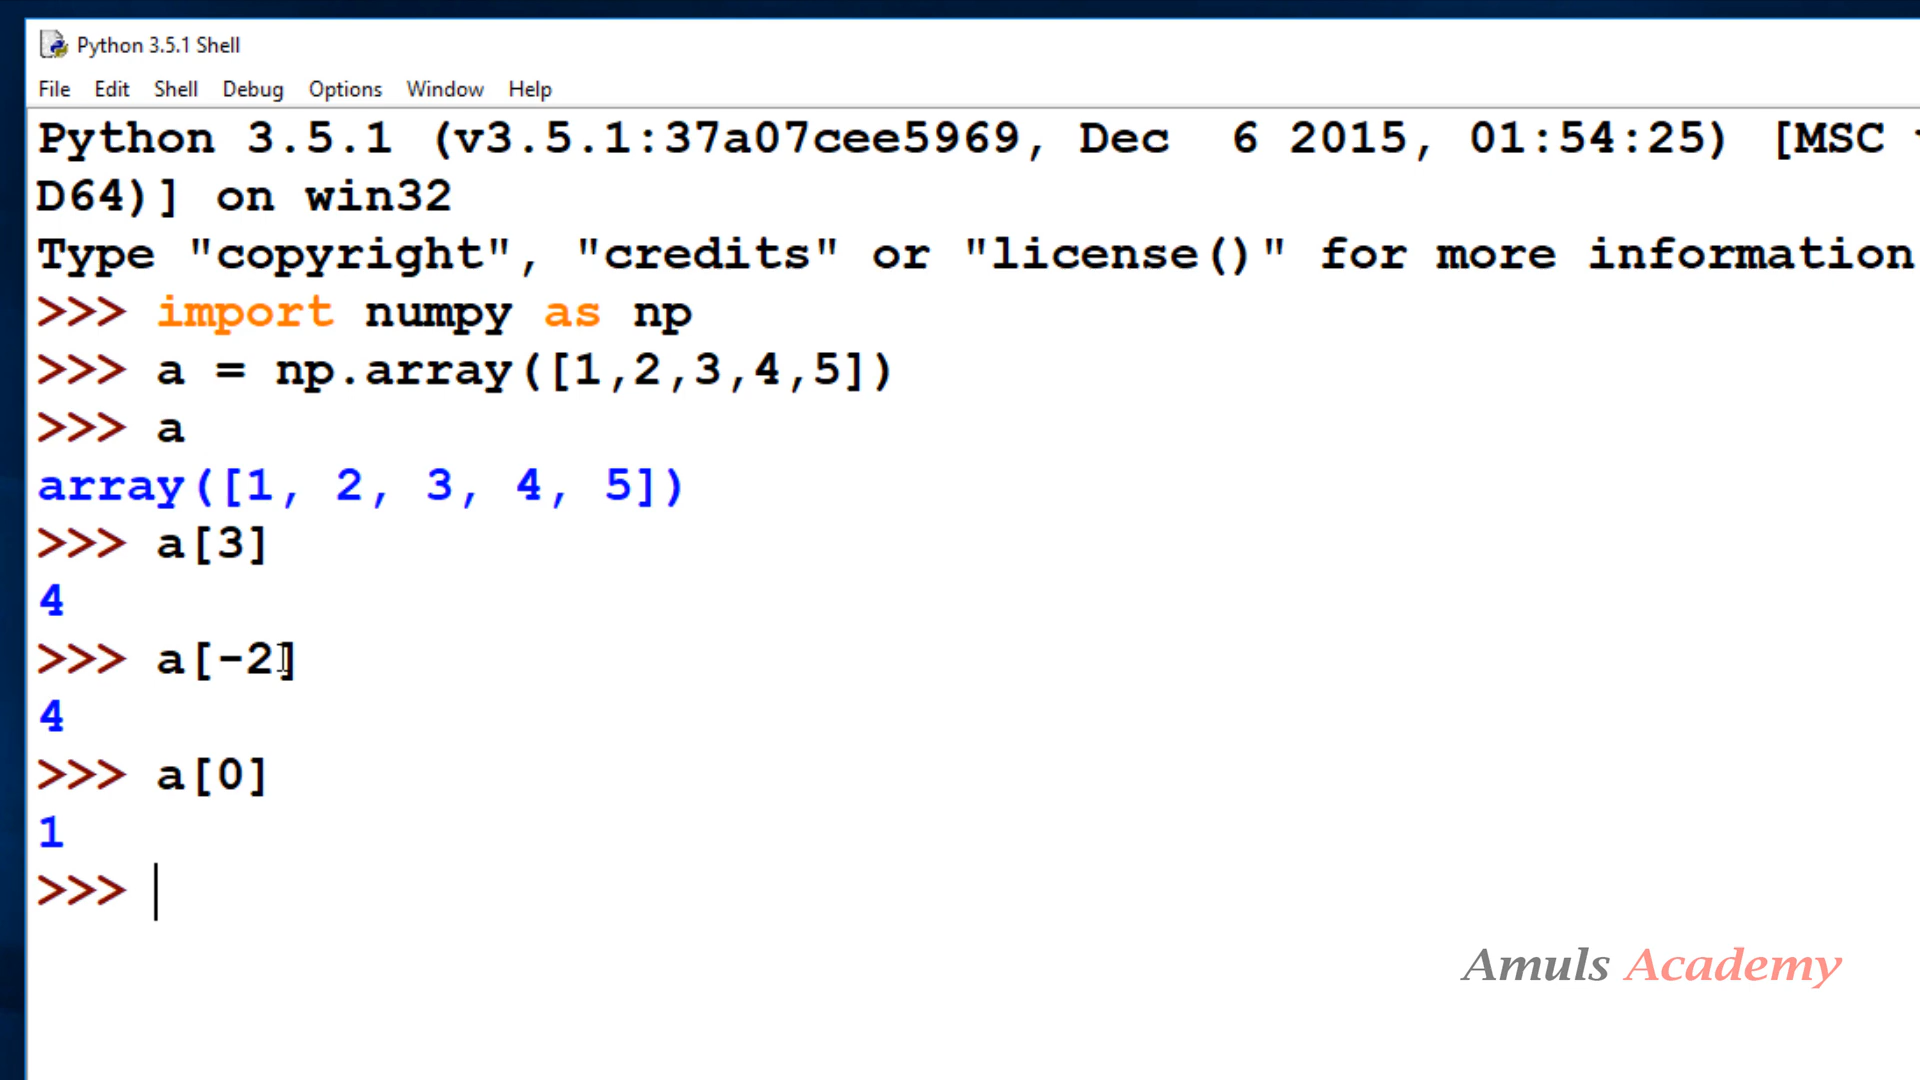 Python 3.5.1 Shell
File Edit Shell Debug Options Window Help
Python 3.5.1 (v3.5.1:37a07cee5969, Dec  6 2015, 01:54:25) [MSC
D64)] on win32
Type "copyright", "credits" or "license()" for more information
>>> import numpy as np
>>> a = np.array([1,2,3,4,5])
>>> a
array([1, 2, 3, 4, 5])
>>> a[3]
4
>>> a[-2]
4
>>> a[0]
1
>>>
Amuls Academy